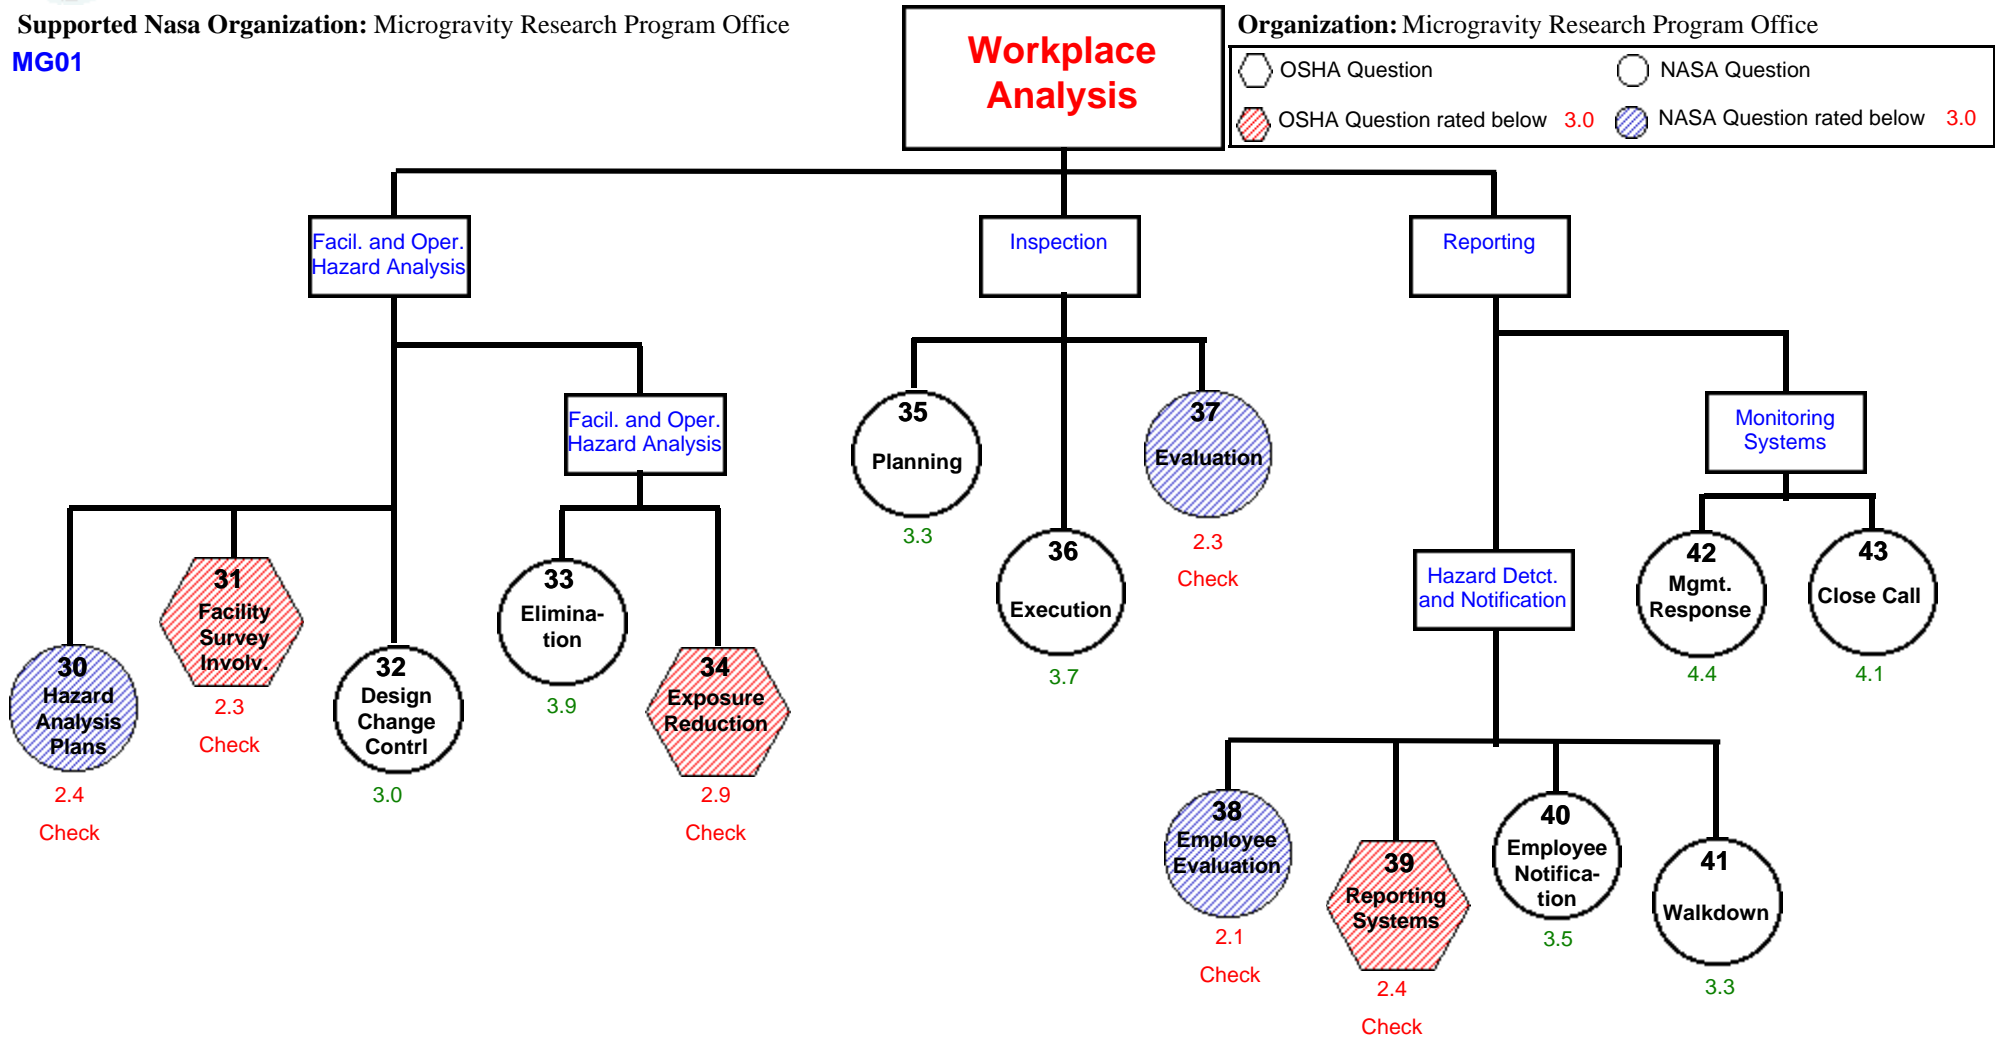 Supported Nasa Organization: Microgravity Research Program Office
MG01
Workplace
Analysis
Organization: Microgravity Research Program Office
OSHA Question
NASA Question
OSHA Question rated below 3.0
NASA Question rated below 3.0
Facil. and Oper.
Hazard Analysis
Inspection
Reporting
Facil. and Oper.
Hazard Analysis
Monitoring
Systems
Hazard Detct.
and Notification
30
Hazard
Analysis
Plans
2.4
Check
31
Facility
Survey
Involv.
2.3
Check
32
Design
Change
Contrl
3.0
33
Elimina-
tion
3.9
34
Exposure
Reduction
2.9
Check
35
Planning
3.3
36
Execution
3.7
37
Evaluation
2.3
Check
38
Employee
Evaluation
2.1
Check
39
Reporting
Systems
2.4
Check
40
Employee
Notifica-
tion
3.5
41
Walkdown
3.3
42
Mgmt.
Response
4.4
43
Close Call
4.1